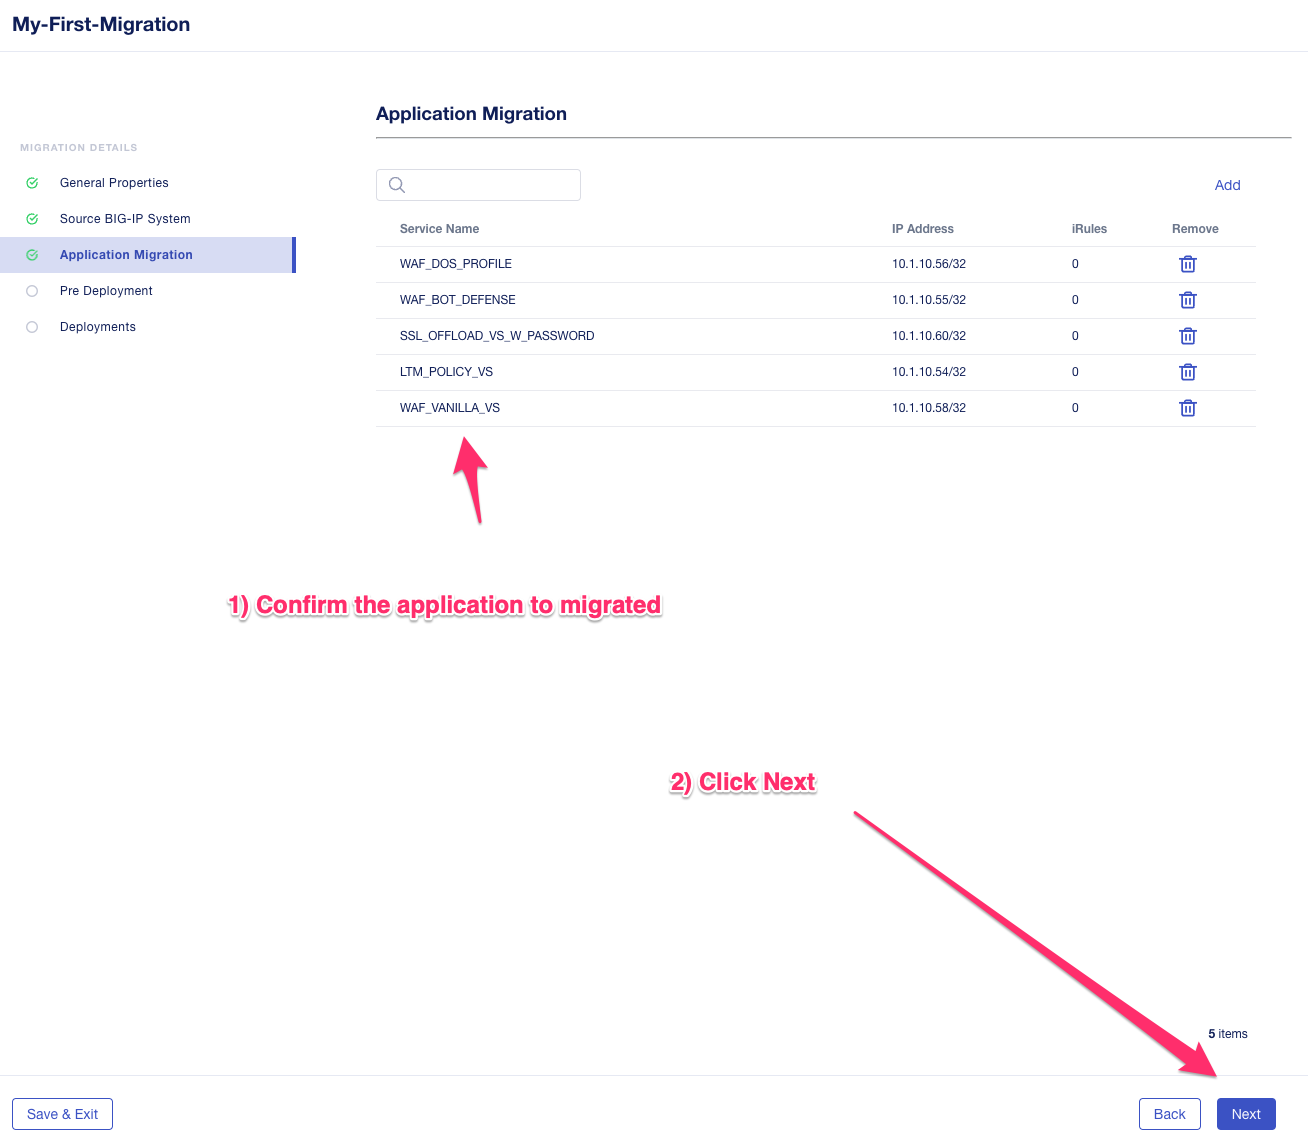 My-First-Migration
Application Migration
MIGRATION DETAILS
General Properties
Source BIG-IP System
Application Migration
Pre Deployment
Deployments
Add
Service Name IP Address iRules Remove
WAF_DOS_PROFILE 10.1.10.56/32 0
WAF_BOT_DEFENSE 10.1.10.55/32 0
SSL_OFFLOAD_VS_W_PASSWORD 10.1.10.60/32 0
LTM_POLICY_VS 10.1.10.54/32 0
WAF_VANILLA_VS 10.1.10.58/32 0
1) Confirm the application to migrated
2) Click Next
5 items
Save & Exit Back Next